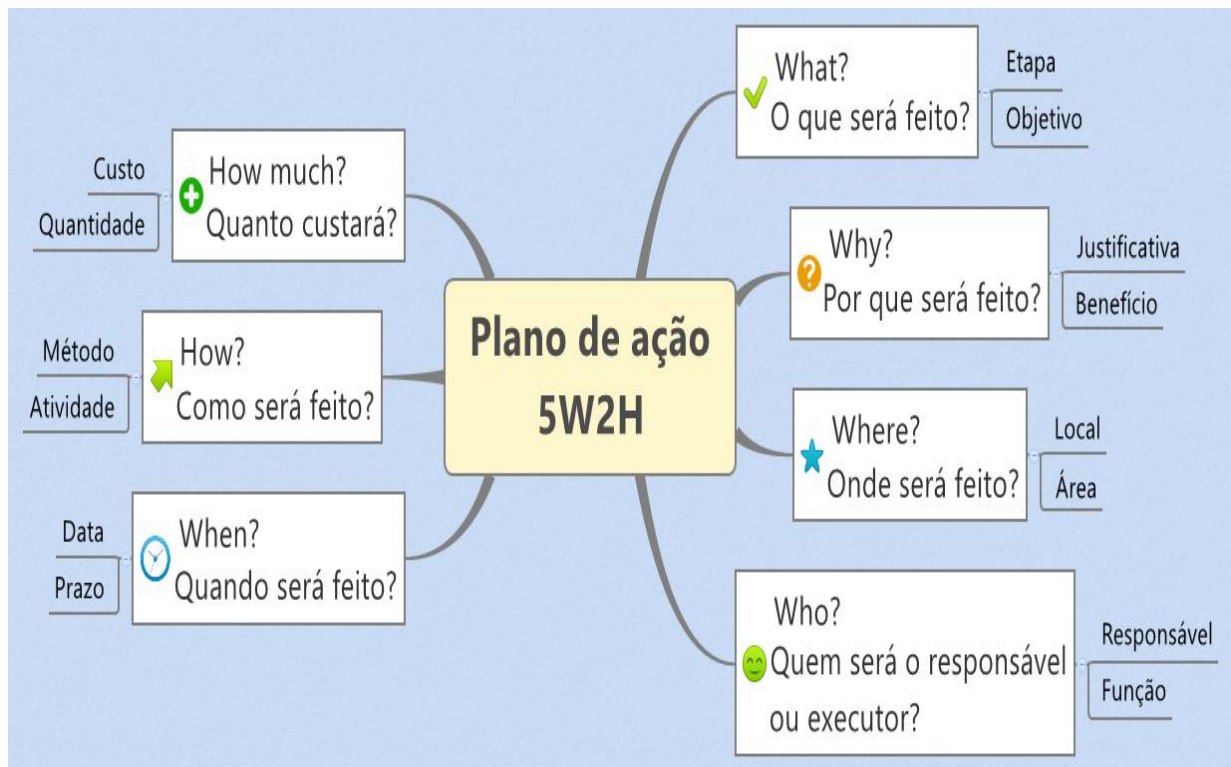 Plano de ação
5W2H
What?
O que será feito?
Etapa
Objetivo
Why?
Por que será feito?
Justificativa
Benefício
Where?
Onde será feito?
Local
Área
Who?
Quem será o responsável
ou executor?
Responsável
Função
When?
Quando será feito?
Data
Prazo
How?
Como será feito?
Método
Atividade
How much?
Quanto custará?
Custo
Quantidade